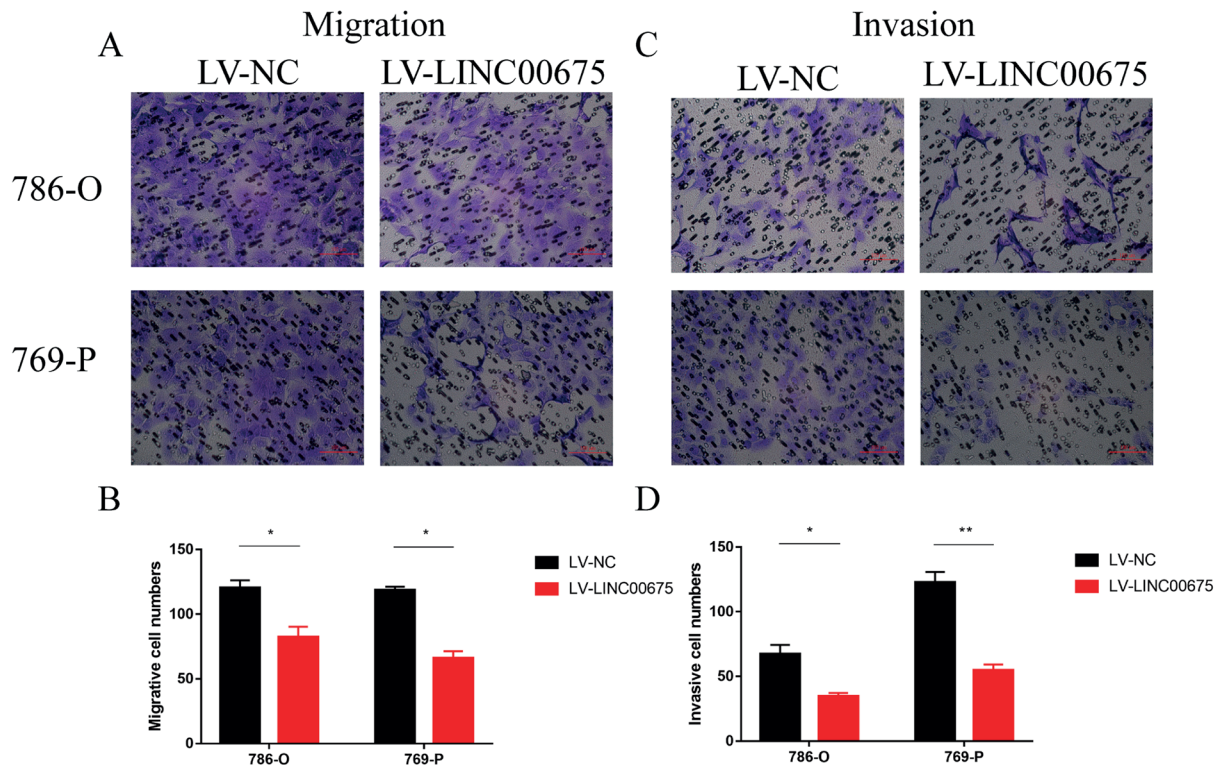 A
Migration
LV-NC
LV-LINC00675
C
Invasion
LV-NC
LV-LINC00675
786-O
769-P
B
Migrative cell numbers
150
100
50
0
*
*
786-O
769-P
LV-NC
LV-LINC00675
D
Invasive cell numbers
150
100
50
0
*
**
786-O
769-P
LV-NC
LV-LINC00675